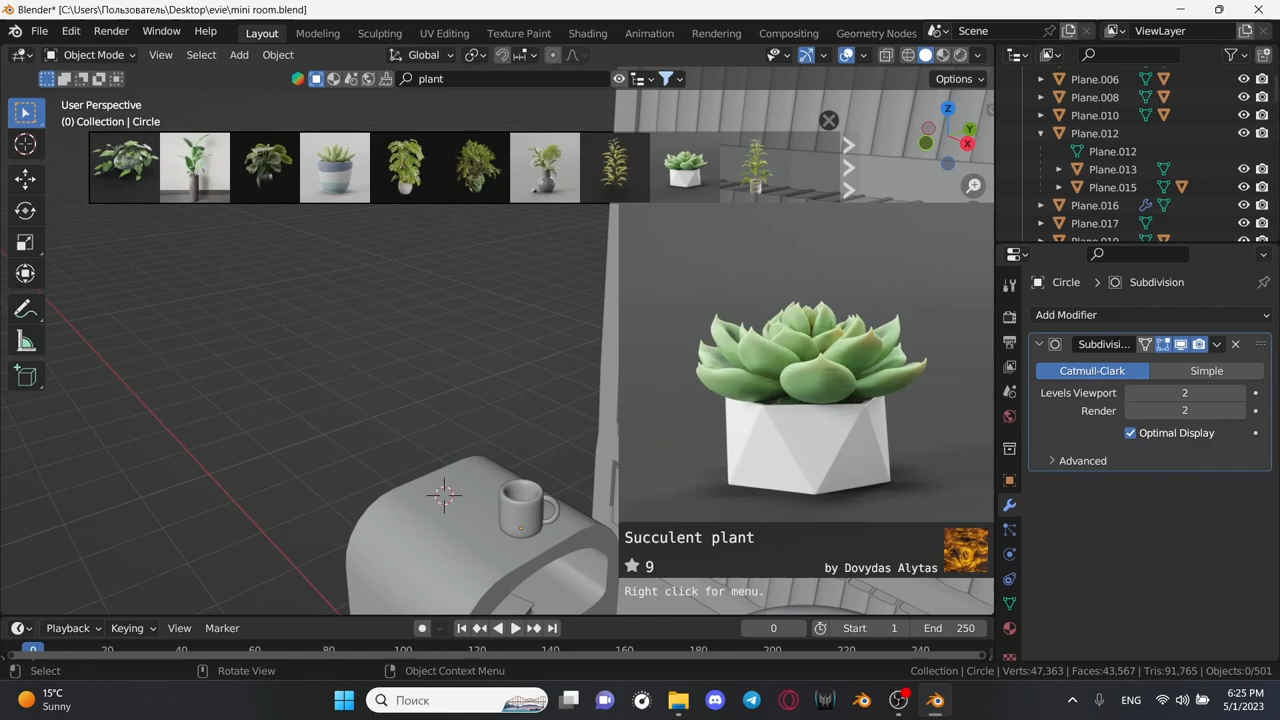 Blender* [C:\Users\Пользователь\Desktop\evie\mini room.blend]
File Edit Render Window Help Layout Modeling Sculpting UV Editing Texture Paint Shading Animation Rendering Compositing Geometry Nodes Scene ViewLayer
Object Mode View Select Add Object Global
plant Options
User Perspective
(0) Collection | Circle
Z
Y
X
Plane.006
Plane.008
Plane.010
Plane.012
Plane.012
Plane.013
Plane.015
Plane.016
Plane.017
Circle Subdivision
Add Modifier
Subdivisi...
Catmull-Clark Simple
Levels Viewport 2
Render 2
Optimal Display
Advanced
Succulent plant
9 by Dovydas Alytas
Right click for menu.
Playback Keying View Marker 0 Start 1 End 250
0 20 40 60 80 100 120 140 160 180 200 220 240
Select Rotate View Object Context Menu Collection | Circle | Verts:47,363 | Faces:43,567 | Tris:91,765 | Objects:0/501
15°C
Sunny
Поиск
ENG
5:25 PM
5/1/2023